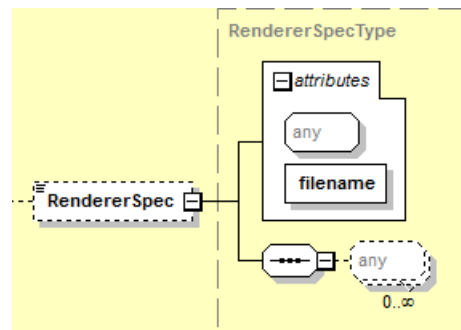 RendererSpecType
attributes
any
filename
RendererSpec
any
0..∞